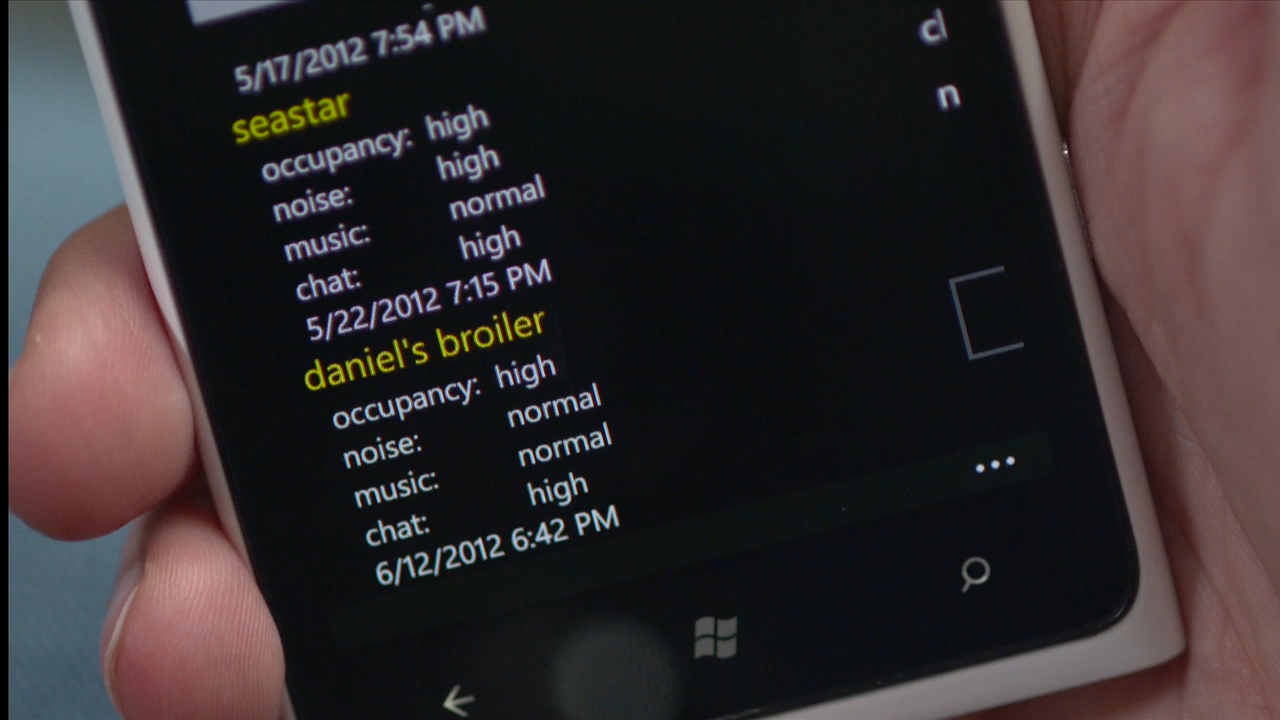 5/17/2012 7:54 PM
seastar
occupancy: high
noise: high
music: normal
chat: high
5/22/2012 7:15 PM
daniel's broiler
occupancy: high
noise: normal
music: normal
chat: high
6/12/2012 6:42 PM
cl
n